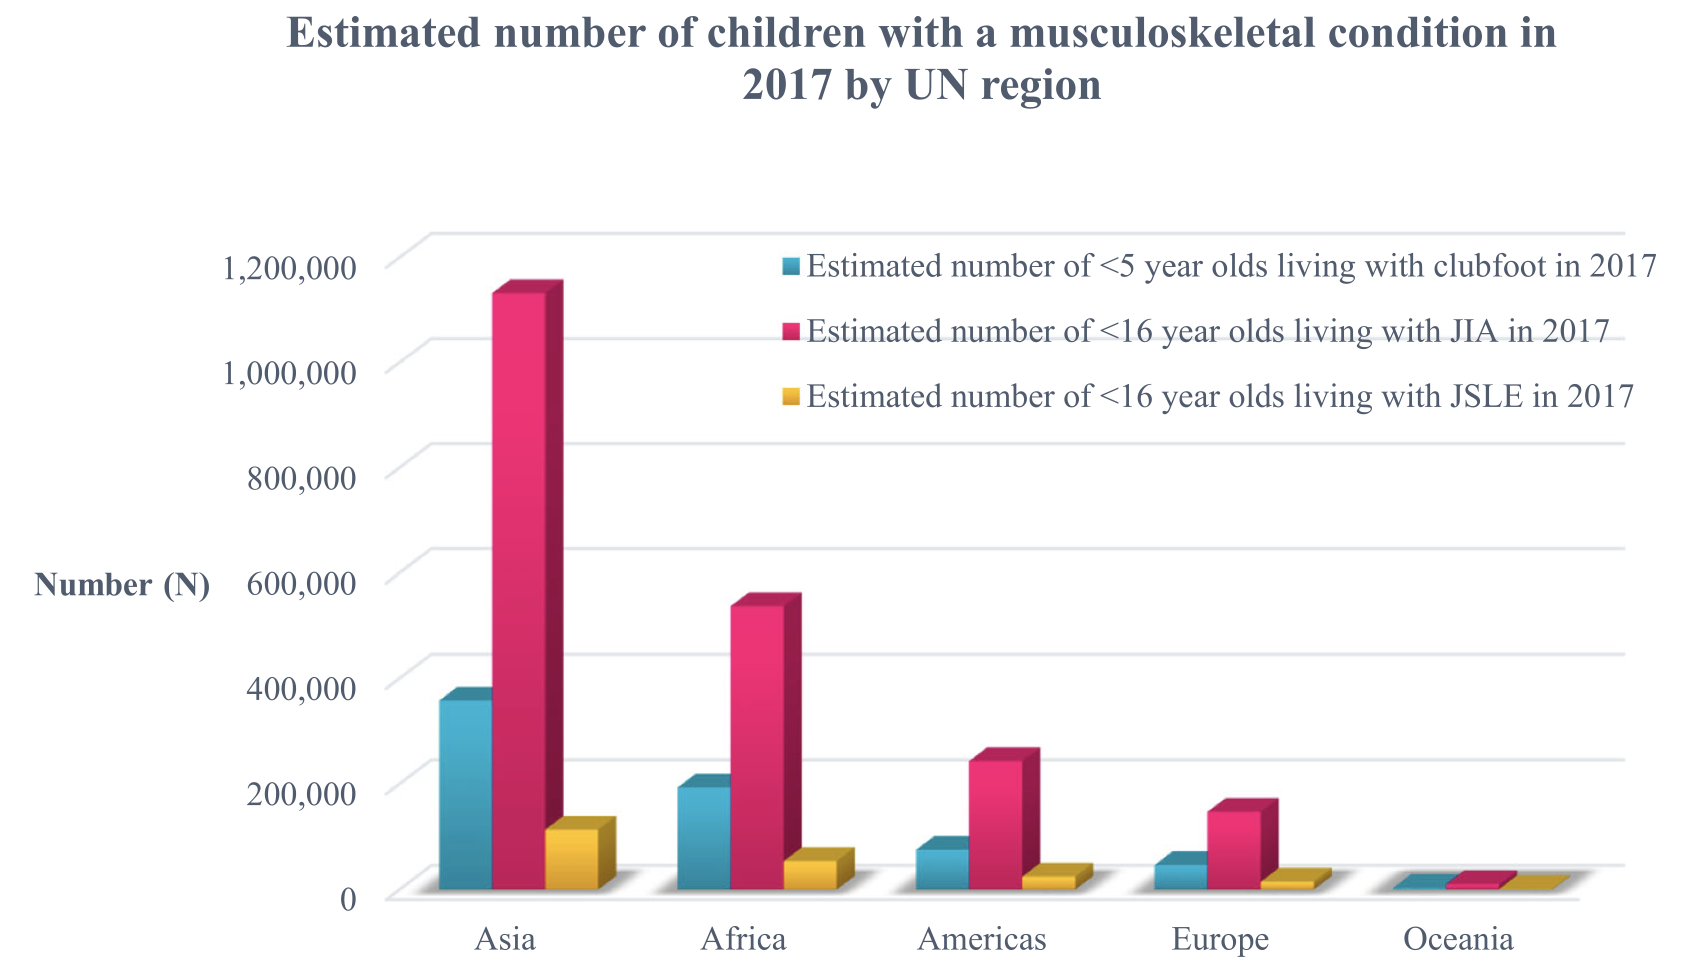 Estimated number of children with a musculoskeletal condition in
2017 by UN region
Estimated number of <5 year olds living with clubfoot in 2017
Estimated number of <16 year olds living with JIA in 2017
Estimated number of <16 year olds living with JSLE in 2017
1,200,000
1,000,000
800,000
Number (N)
600,000
400,000
200,000
0
Asia
Africa
Americas
Europe
Oceania